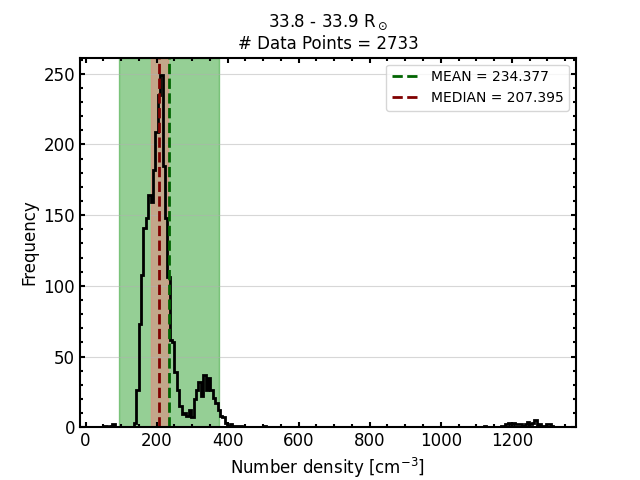 33.8 - 33.9 R⊙
# Data Points = 2733
MEAN = 234.377
MEDIAN = 207.395
Frequency
250
200
150
100
50
0
0 200 400 600 800 1000 1200
Number density [cm⁻³]